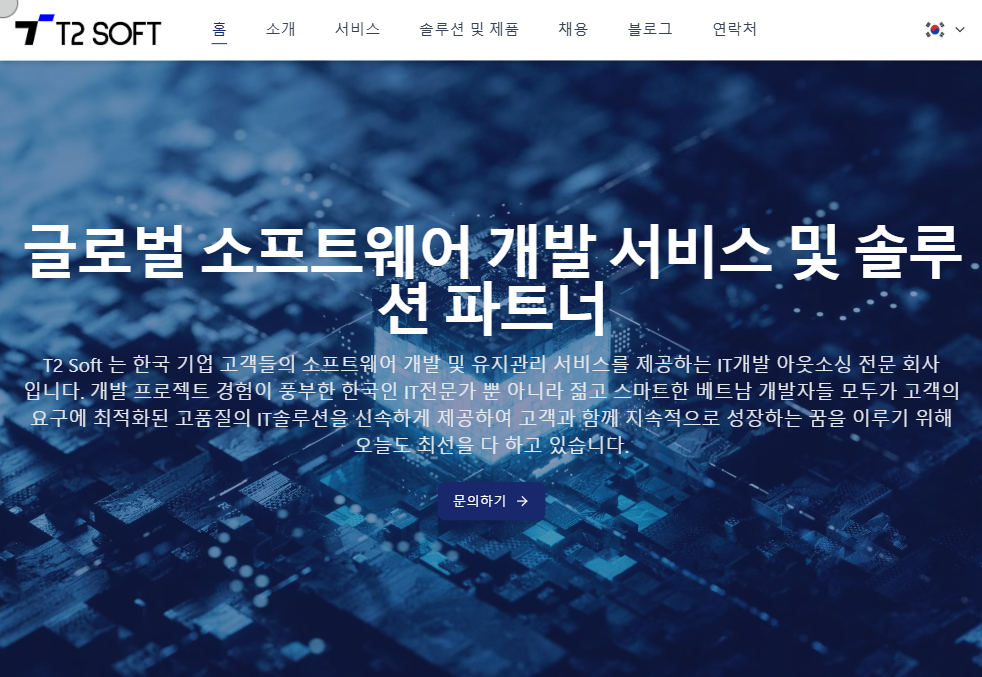 T2 SOFT
홈 소개 서비스 솔루션 및 제품 채용 블로그 연락처
글로벌 소프트웨어 개발 서비스 및 솔루
션 파트너
T2 Soft 는 한국 기업 고객들의 소프트웨어 개발 및 유지관리 서비스를 제공하는 IT개발 아웃소싱 전문 회사
입니다. 개발 프로젝트 경험이 풍부한 한국인 IT전문가 뿐 아니라 젊고 스마트한 베트남 개발자들 모두가 고객의
요구에 최적화된 고품질의 IT솔루션을 신속하게 제공하여 고객과 함께 지속적으로 성장하는 꿈을 이루기 위해
오늘도 최선을 다 하고 있습니다.
문의하기 →